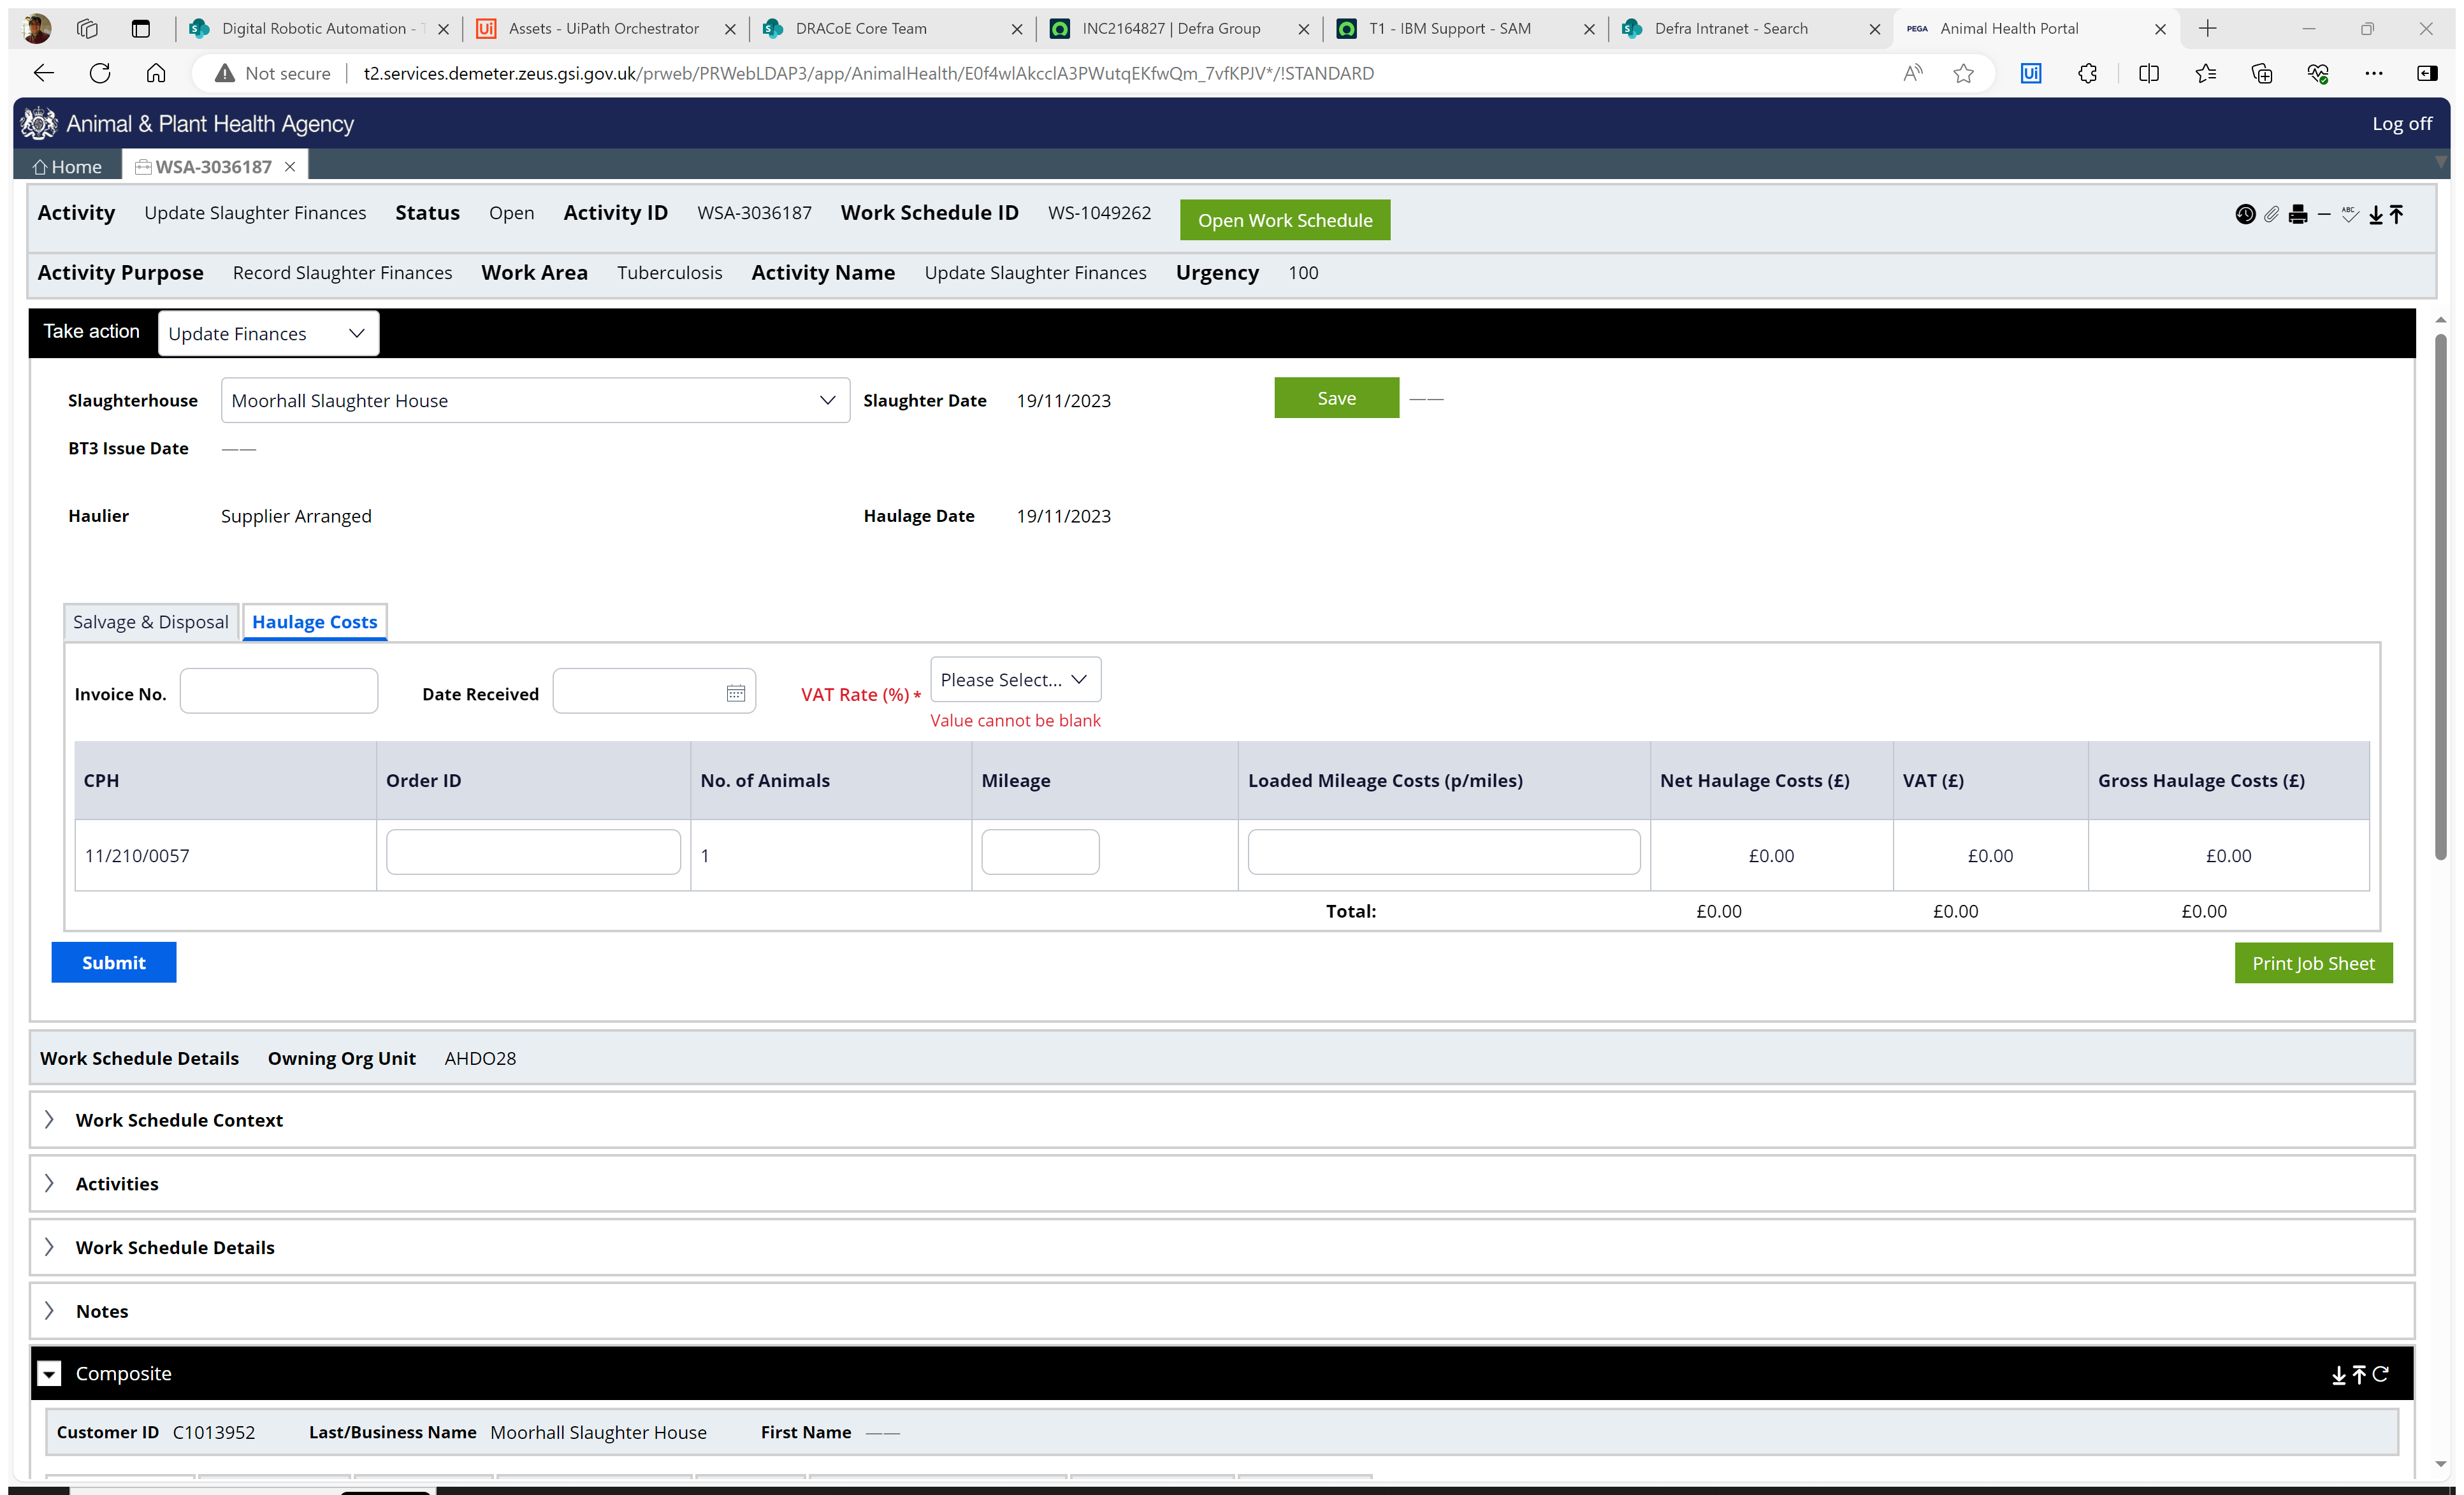 Digital Robotic Automation - T
Assets - UiPath Orchestrator
DRACoE Core Team
INC2164827 | Defra Group
T1 - IBM Support - SAM
Defra Intranet - Search
PEGA Animal Health Portal
Not secure t2.services.demeter.zeus.gsi.gov.uk/prweb/PRWebLDAP3/app/AnimalHealth/E0f4wlAkcclA3PWutqEKfwQm_7vfKPJV*/!STANDARD
Animal & Plant Health Agency Log off
Home WSA-3036187
Activity Update Slaughter Finances Status Open Activity ID WSA-3036187 Work Schedule ID WS-1049262 Open Work Schedule ABC
Activity Purpose Record Slaughter Finances Work Area Tuberculosis Activity Name Update Slaughter Finances Urgency 100
Take action Update Finances
Slaughterhouse Moorhall Slaughter House Slaughter Date 19/11/2023 Save ——
BT3 Issue Date ——
Haulier Supplier Arranged Haulage Date 19/11/2023
Salvage & Disposal Haulage Costs
Invoice No. Date Received VAT Rate (%) * Please Select...
Value cannot be blank
CPH Order ID No. of Animals Mileage Loaded Mileage Costs (p/miles) Net Haulage Costs (£) VAT (£) Gross Haulage Costs (£)
11/210/0057 1 £0.00 £0.00 £0.00
Total: £0.00 £0.00 £0.00
Submit Print Job Sheet
Work Schedule Details Owning Org Unit AHDO28
Work Schedule Context
Activities
Work Schedule Details
Notes
Composite
Customer ID C1013952 Last/Business Name Moorhall Slaughter House First Name ——